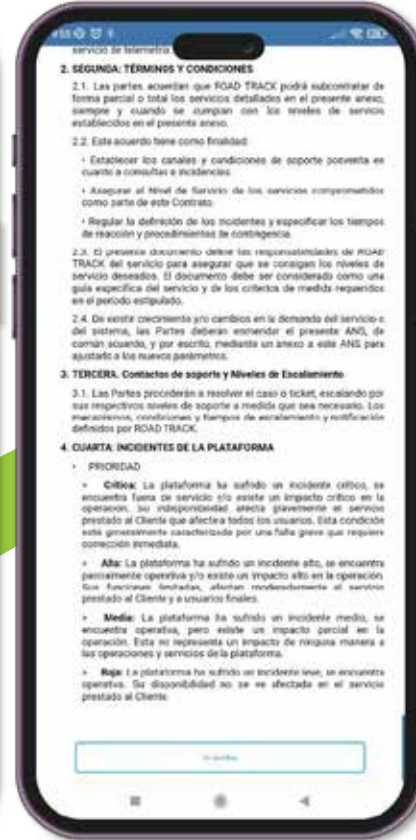 servicio de telemetría.
2. SEGUNDA: TÉRMINOS Y CONDICIONES
2.1. Las partes acuerdan que ROAD TRACK podrá subcontratar de
forma parcial o total los servicios detallados en el presente anexo,
siempre y cuando se cumplan con los niveles de servicio
establecidos en el presente anexo.
2.2. Este acuerdo tiene como finalidad:
• Establecer los canales y condiciones de soporte posventa en
cuanto a consultas e incidencias.
• Asegurar el Nivel de Servicio de los servicios comprometidos
como parte de este Contrato.
• Regular la definición de los incidentes y especificar los tiempos
de reacción y procedimientos de contingencia.
2.3. El presente documento define las responsabilidades de ROAD
TRACK del servicio para asegurar que se consigan los niveles de
servicio deseados. El documento debe ser considerado como una
guía específica del servicio y de los criterios de medida requeridos
en el periodo estipulado.
2.4. De existir crecimiento y/o cambios en la demanda del servicio o
del sistema, las Partes deberan enmendar el presente ANS, de
común acuerdo, y por escrito, mediante un anexo a este ANS para
ajustarlo a los nuevos parámetros.
3. TERCERA. Contactos de soporte y Niveles de Escalamiento
3.1. Las Partes procederán a resolver el caso o ticket, escalando por
sus respectivos niveles de soporte a medida que sea necesario. Los
mecanismos, condiciones y tiempos de escalamiento y notificación
definidos por ROAD TRACK.
4. CUARTA: INCIDENTES DE LA PLATAFORMA
• PRIORIDAD
Crítica: La plataforma ha sufrido un incidente crítico, se
encuentra fuera de servicio y/o existe un impacto crítico en la
operación. Su indisponibilidad afecta gravemente el servicio
prestado al Cliente que afecta a todos los usuarios. Esta condición
está generalmente caracterizada por una falla grave que requiere
corrección inmediata.
Alta: La plataforma ha sufrido un incidente alto, se encuentra
parcialmente operativa y/o existe un impacto alto en la operación.
Sus funciones limitadas, afectan moderadamente el servicio
prestado al Cliente y a usuarios finales.
Media: La plataforma ha sufrido un incidente medio, se
encuentra operativa, pero existe un impacto parcial en la
operación. Esta no representa un impacto de ninguna manera a
las operaciones y servicios de la plataforma.
Baja: La plataforma ha sufrido un incidente leve, se encuentra
operativa. Su disponibilidad no se ve afectada en el servicio
prestado al Cliente.